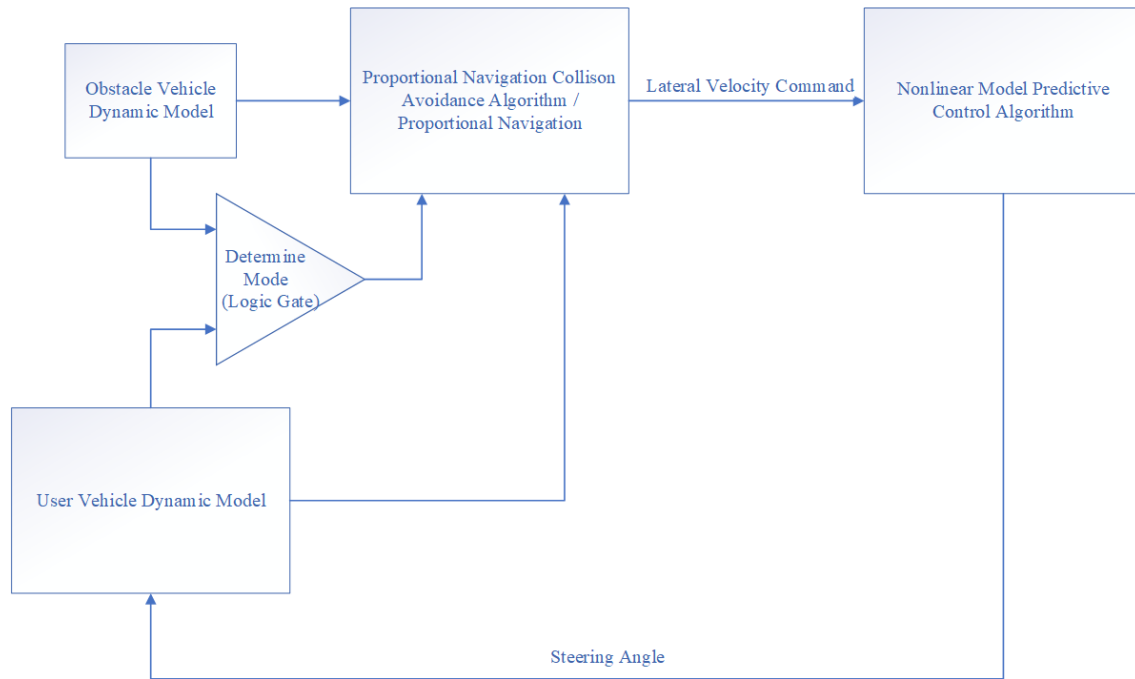 Obstacle Vehicle
Dynamic Model
Proportional Navigation Collison
Avoidance Algorithm /
Proportional Navigation
Lateral Velocity Command
Nonlinear Model Predictive
Control Algorithm
Determine
Mode
(Logic Gate)
User Vehicle Dynamic Model
Steering Angle